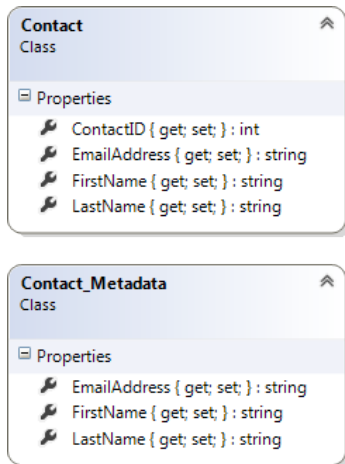 Contact
Class
Properties
ContactID { get; set; } : int
EmailAddress { get; set; } : string
FirstName { get; set; } : string
LastName { get; set; } : string
Contact_Metadata
Class
Properties
EmailAddress { get; set; } : string
FirstName { get; set; } : string
LastName { get; set; } : string